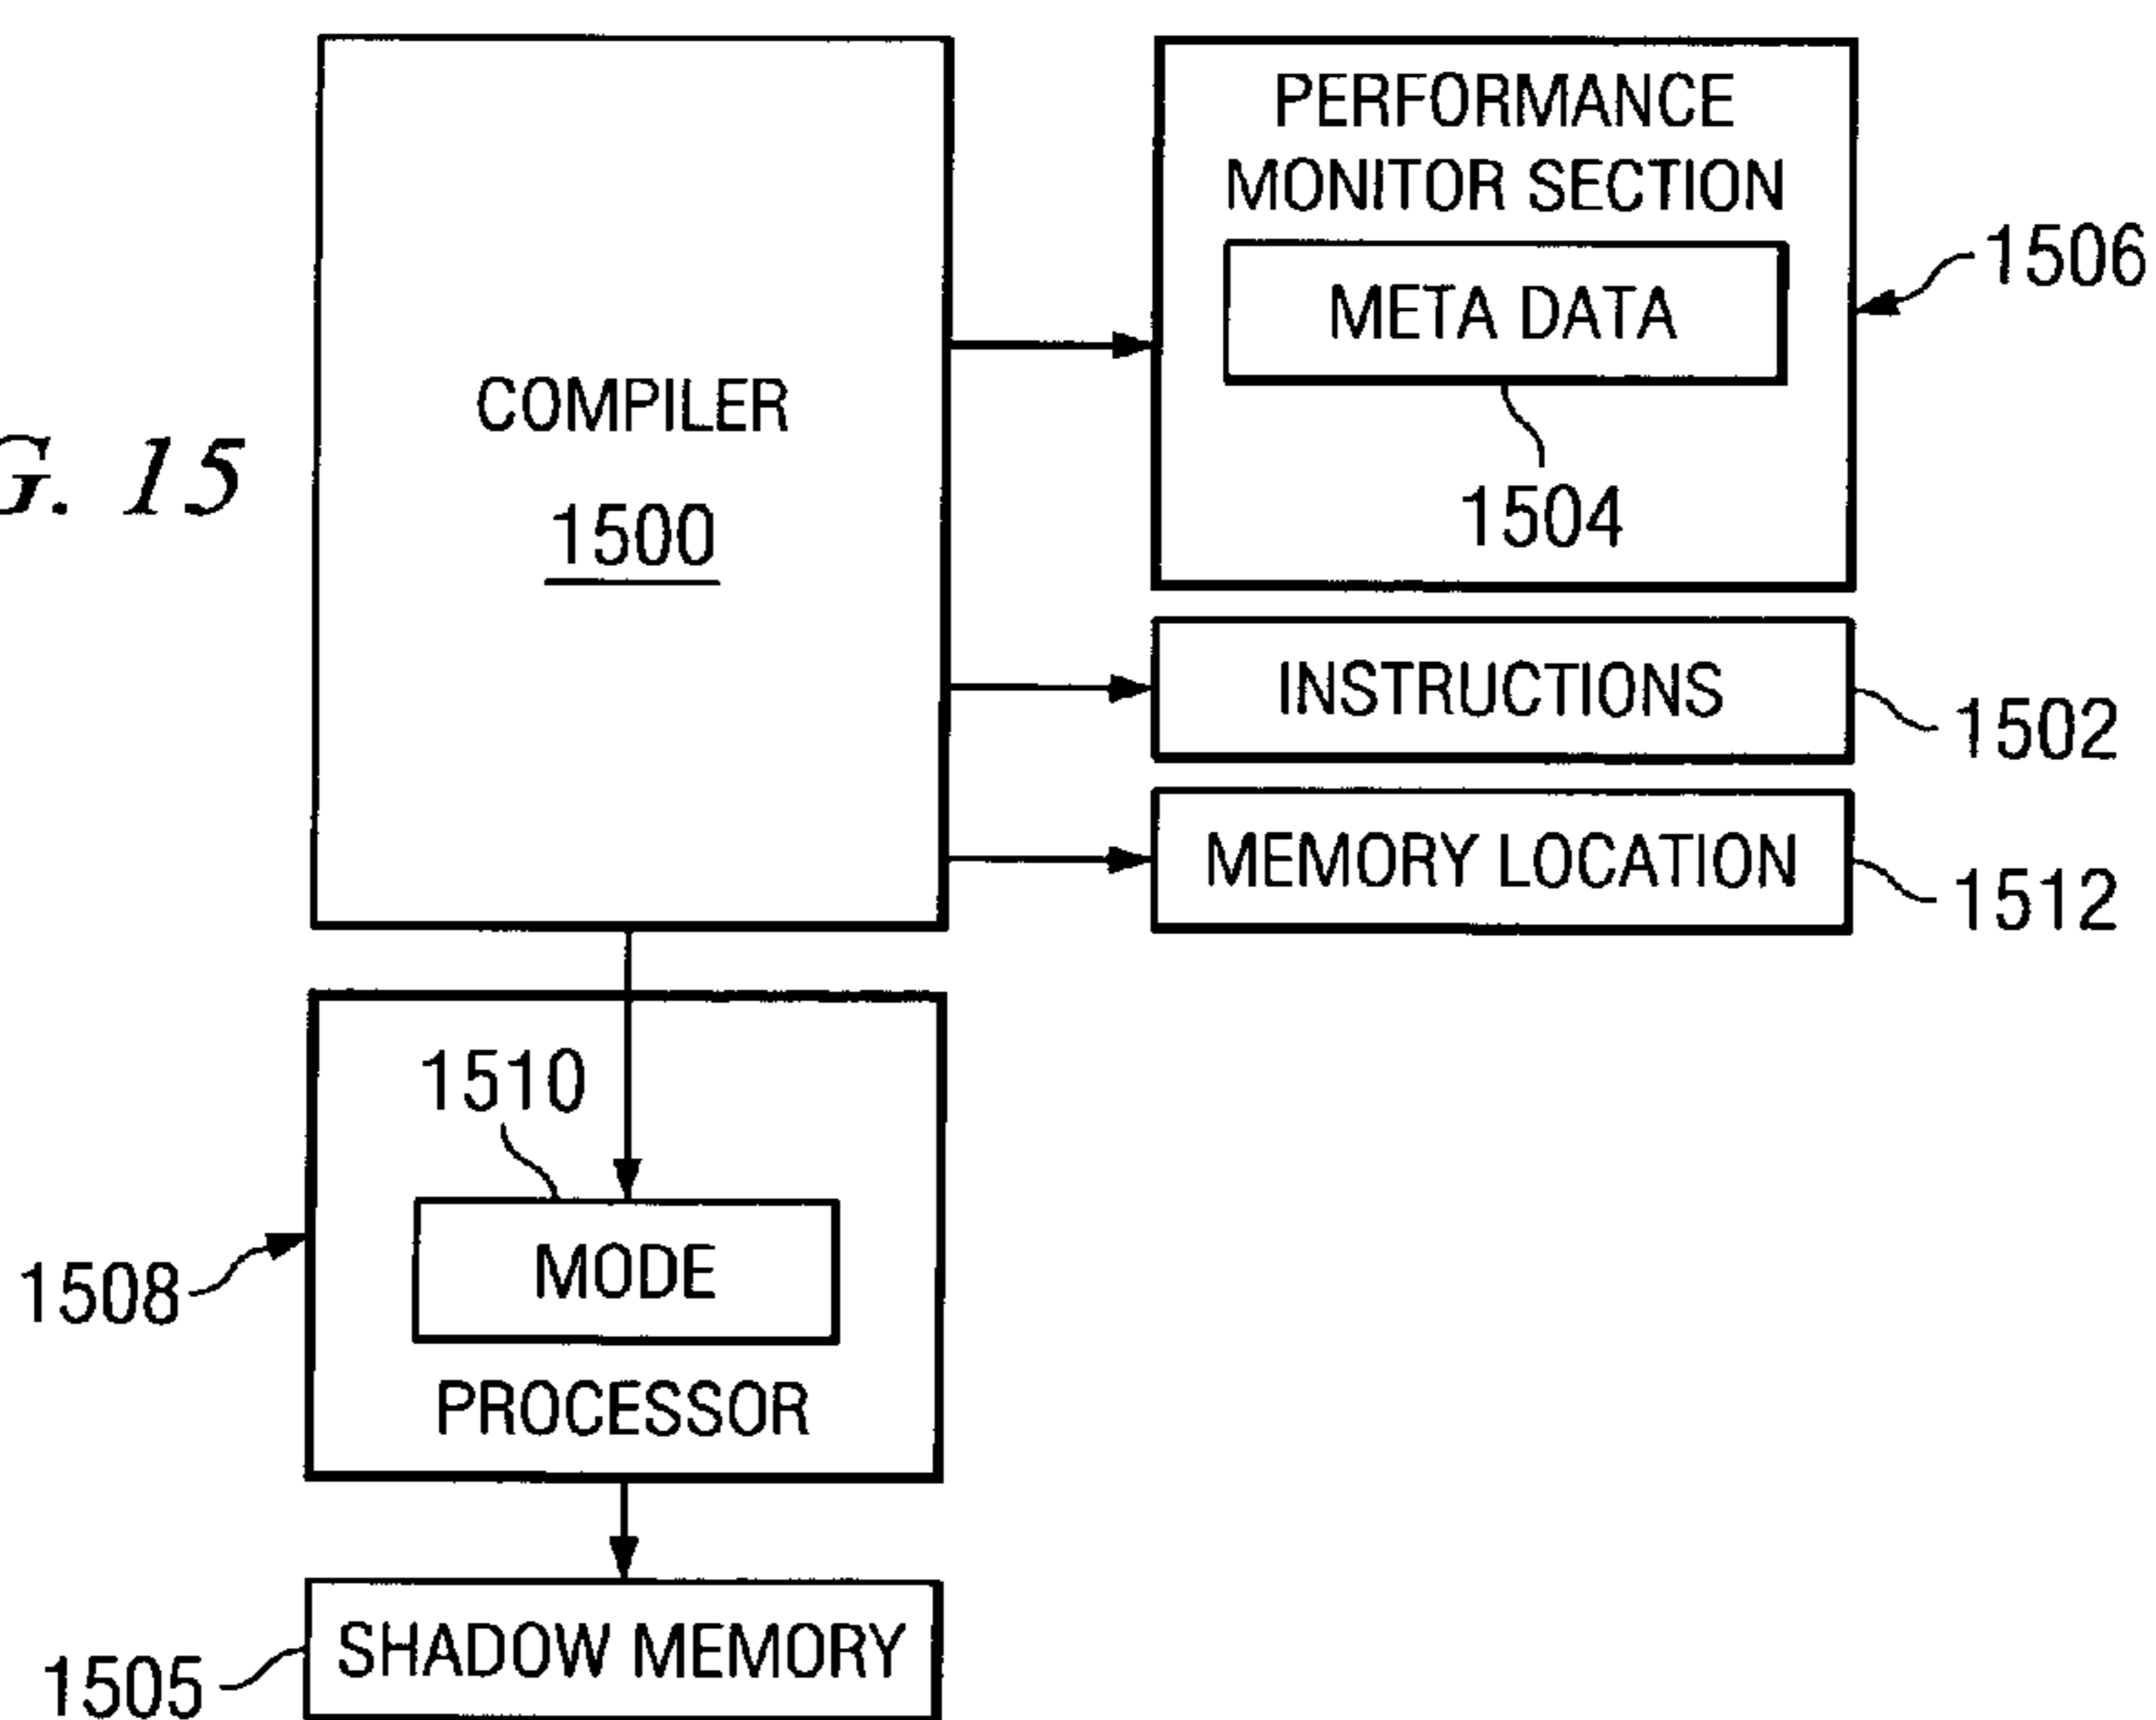 PERFORMANCE
MONITOR SECTION
META DATA
1506
1504
COMPILER
1500
G. 15
INSTRUCTIONS
1502
MEMORY LOCATION
1512
1510
MODE
1508
PROCESSOR
SHADOW MEMORY
1505